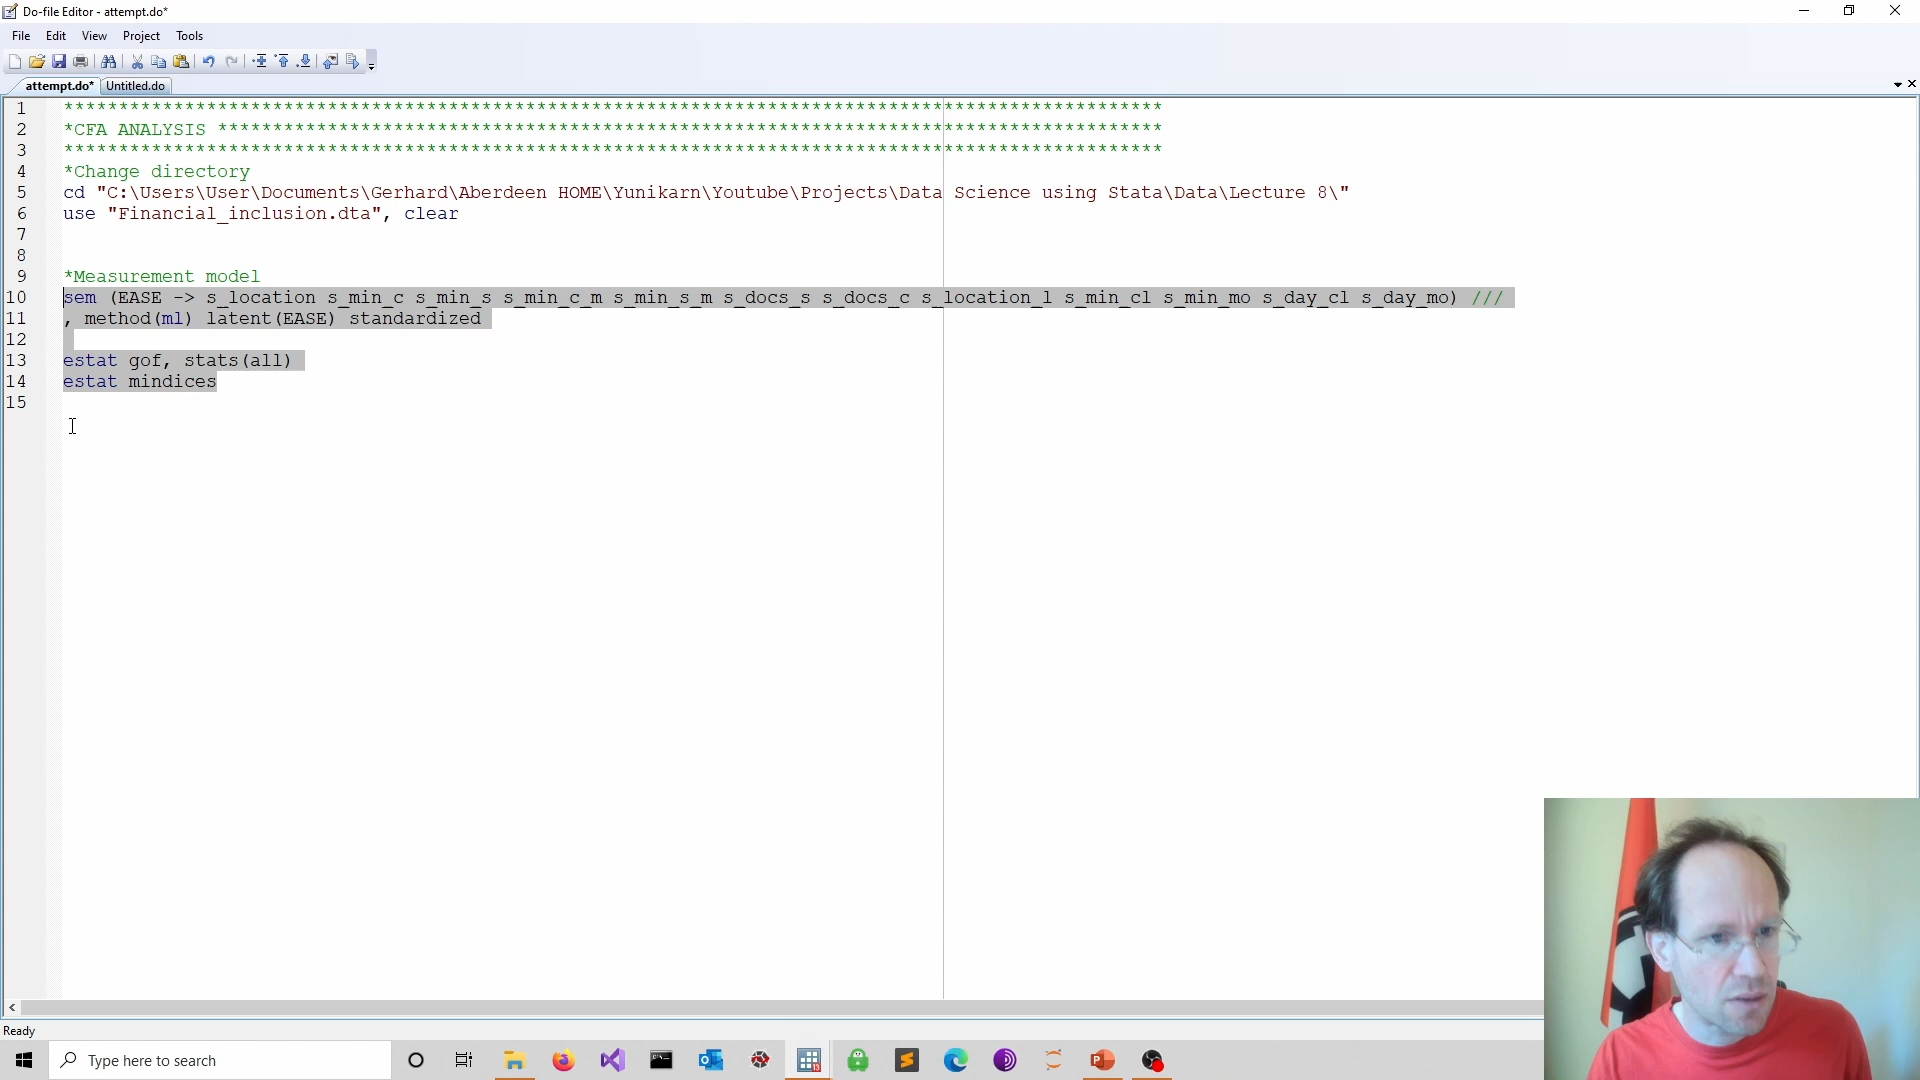 Do-file Editor - attempt.do*
File Edit View Project Tools
attempt.do* Untitled.do
1 ****************************************************************************************************
2 *CFA ANALYSIS **************************************************************************************
3 ****************************************************************************************************
4 *Change directory
5 cd "C:\Users\User\Documents\Gerhard\Aberdeen HOME\Yunikarn\Youtube\Projects\Data Science using Stata\Data\Lecture 8\"
6 use "Financial_inclusion.dta", clear
7
8
9 *Measurement model
10 sem (EASE -> s_location s_min_c s_min_s s_min_c_m s_min_s_m s_docs_s s_docs_c s_location_l s_min_cl s_min_mo s_day_cl s_day_mo) ///
11 , method(ml) latent(EASE) standardized
12
13 estat gof, stats(all)
14 estat mindices
15
Ready
Type here to search